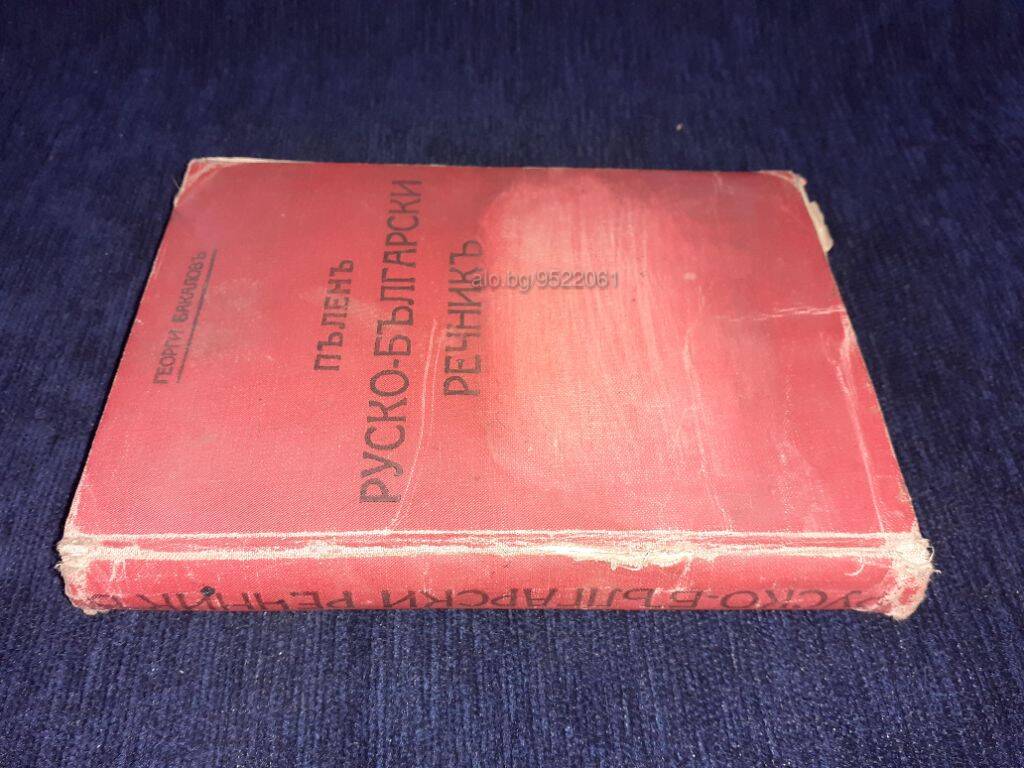 ГЕОРГИ БАКАЛОВЪ
ПЪЛЕНЪ
РУСКО-БЪЛГАРСКИ
РЕЧНИКЪ
УСКО-БЪЛГАРСКИ РЕЧНИКЪ
alo.bg/9522061